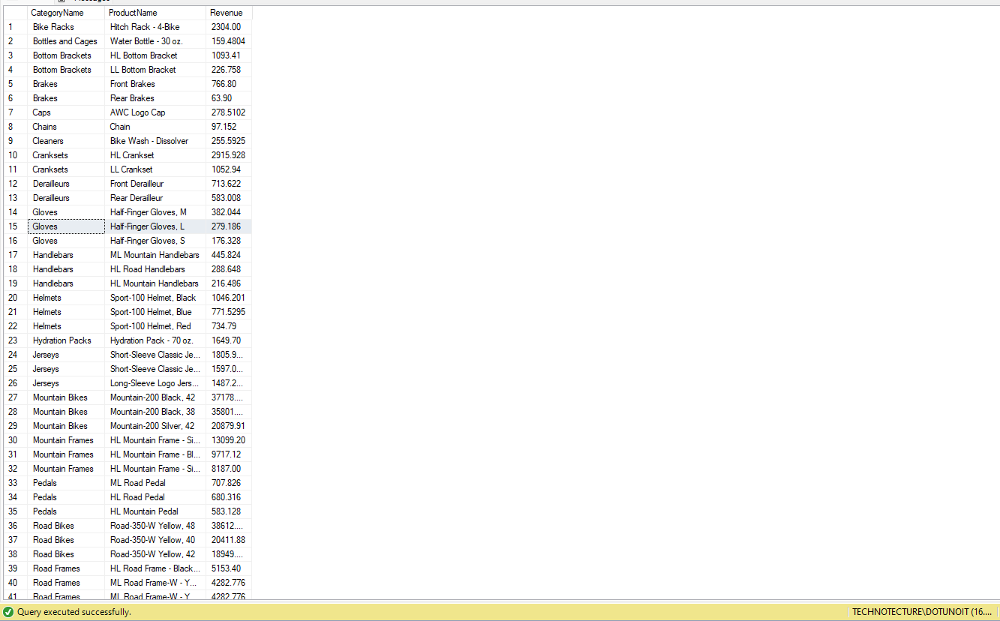 CategoryName ProductName Revenue
1 Bike Racks Hitch Rack - 4-Bike 2304.00
2 Bottles and Cages Water Bottle - 30 oz. 159.4804
3 Bottom Brackets HL Bottom Bracket 1093.41
4 Bottom Brackets LL Bottom Bracket 226.758
5 Brakes Front Brakes 766.80
6 Brakes Rear Brakes 63.90
7 Caps AWC Logo Cap 278.5102
8 Chains Chain 97.152
9 Cleaners Bike Wash - Dissolver 255.5925
10 Cranksets HL Crankset 2915.928
11 Cranksets LL Crankset 1052.94
12 Derailleurs Front Derailleur 713.622
13 Derailleurs Rear Derailleur 583.008
14 Gloves Half-Finger Gloves, M 382.044
15 Gloves Half-Finger Gloves, L 279.186
16 Gloves Half-Finger Gloves, S 176.328
17 Handlebars ML Mountain Handlebars 445.824
18 Handlebars HL Road Handlebars 288.648
19 Handlebars HL Mountain Handlebars 216.486
20 Helmets Sport-100 Helmet, Black 1046.201
21 Helmets Sport-100 Helmet, Blue 771.5295
22 Helmets Sport-100 Helmet, Red 734.79
23 Hydration Packs Hydration Pack - 70 oz. 1649.70
24 Jerseys Short-Sleeve Classic Je... 1805.9...
25 Jerseys Short-Sleeve Classic Je... 1597.0...
26 Jerseys Long-Sleeve Logo Jers... 1487.2...
27 Mountain Bikes Mountain-200 Black, 42 37178....
28 Mountain Bikes Mountain-200 Black, 38 35801....
29 Mountain Bikes Mountain-200 Silver, 42 20879.91
30 Mountain Frames HL Mountain Frame - Si... 13099.20
31 Mountain Frames HL Mountain Frame - Bl... 9717.12
32 Mountain Frames HL Mountain Frame - Si... 8187.00
33 Pedals ML Road Pedal 707.826
34 Pedals HL Road Pedal 680.316
35 Pedals HL Mountain Pedal 583.128
36 Road Bikes Road-350-W Yellow, 48 38612....
37 Road Bikes Road-350-W Yellow, 40 20411.88
38 Road Bikes Road-350-W Yellow, 42 18949....
39 Road Frames HL Road Frame - Black... 5153.40
40 Road Frames ML Road Frame-W - Y... 4282.776
41 Road Frames ML Road Frame-W - Y 4282.776
Query executed successfully. TECHNOTECTURE\DOTUNOIT (16....